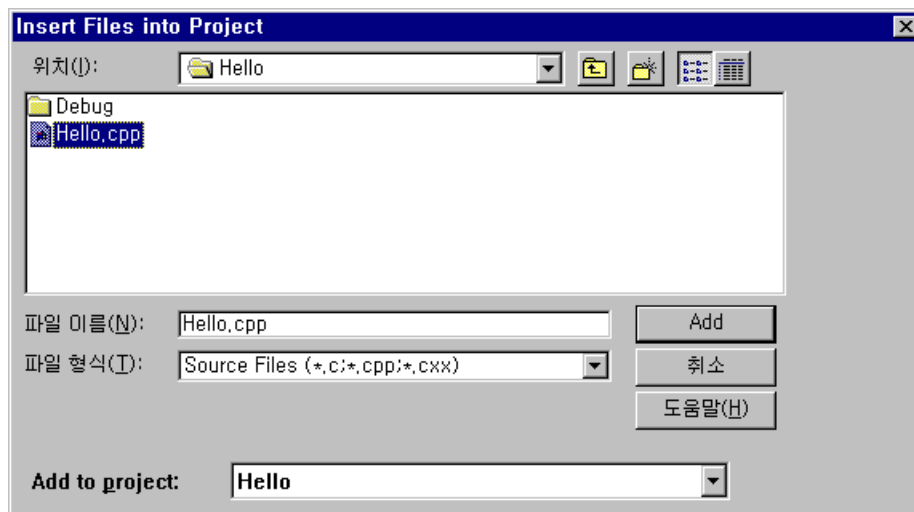 Insert Files into Project
위치(I): Hello
Debug
Hello.cpp
파일 이름(N): Hello.cpp Add
파일 형식(T): Source Files (*.c;*.cpp;*.cxx) 취소
도움말(H)
Add to project: Hello